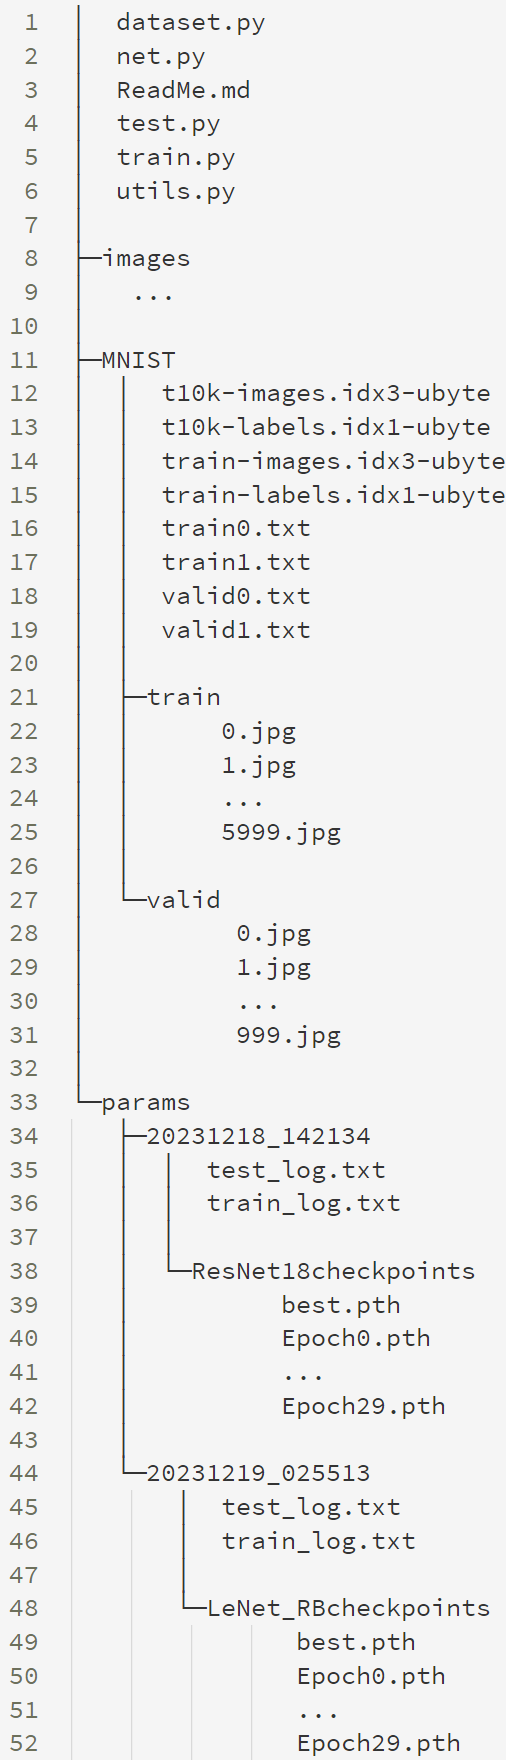 1 │ dataset.py
2 │ net.py
3 │ ReadMe.md
4 │ test.py
5 │ train.py
6 │ utils.py
7 │
8 ├─images
9 │ ...
10 │
11 ├─MNIST
12 │ │ t10k-images.idx3-ubyte
13 │ │ t10k-labels.idx1-ubyte
14 │ │ train-images.idx3-ubyte
15 │ │ train-labels.idx1-ubyte
16 │ │ train0.txt
17 │ │ train1.txt
18 │ │ valid0.txt
19 │ │ valid1.txt
20 │ │
21 │ ├─train
22 │ │ 0.jpg
23 │ │ 1.jpg
24 │ │ ...
25 │ │ 5999.jpg
26 │ │
27 │ └─valid
28 │ 0.jpg
29 │ 1.jpg
30 │ ...
31 │ 999.jpg
32 │
33 └─params
34 ├─20231218_142134
35 │ │ test_log.txt
36 │ │ train_log.txt
37 │ │
38 │ └─ResNet18checkpoints
39 │ best.pth
40 │ Epoch0.pth
41 │ ...
42 │ Epoch29.pth
43 │
44 └─20231219_025513
45 │ test_log.txt
46 │ train_log.txt
47 │
48 └─LeNet_RBcheckpoints
49 best.pth
50 Epoch0.pth
51 ...
52 Epoch29.pth